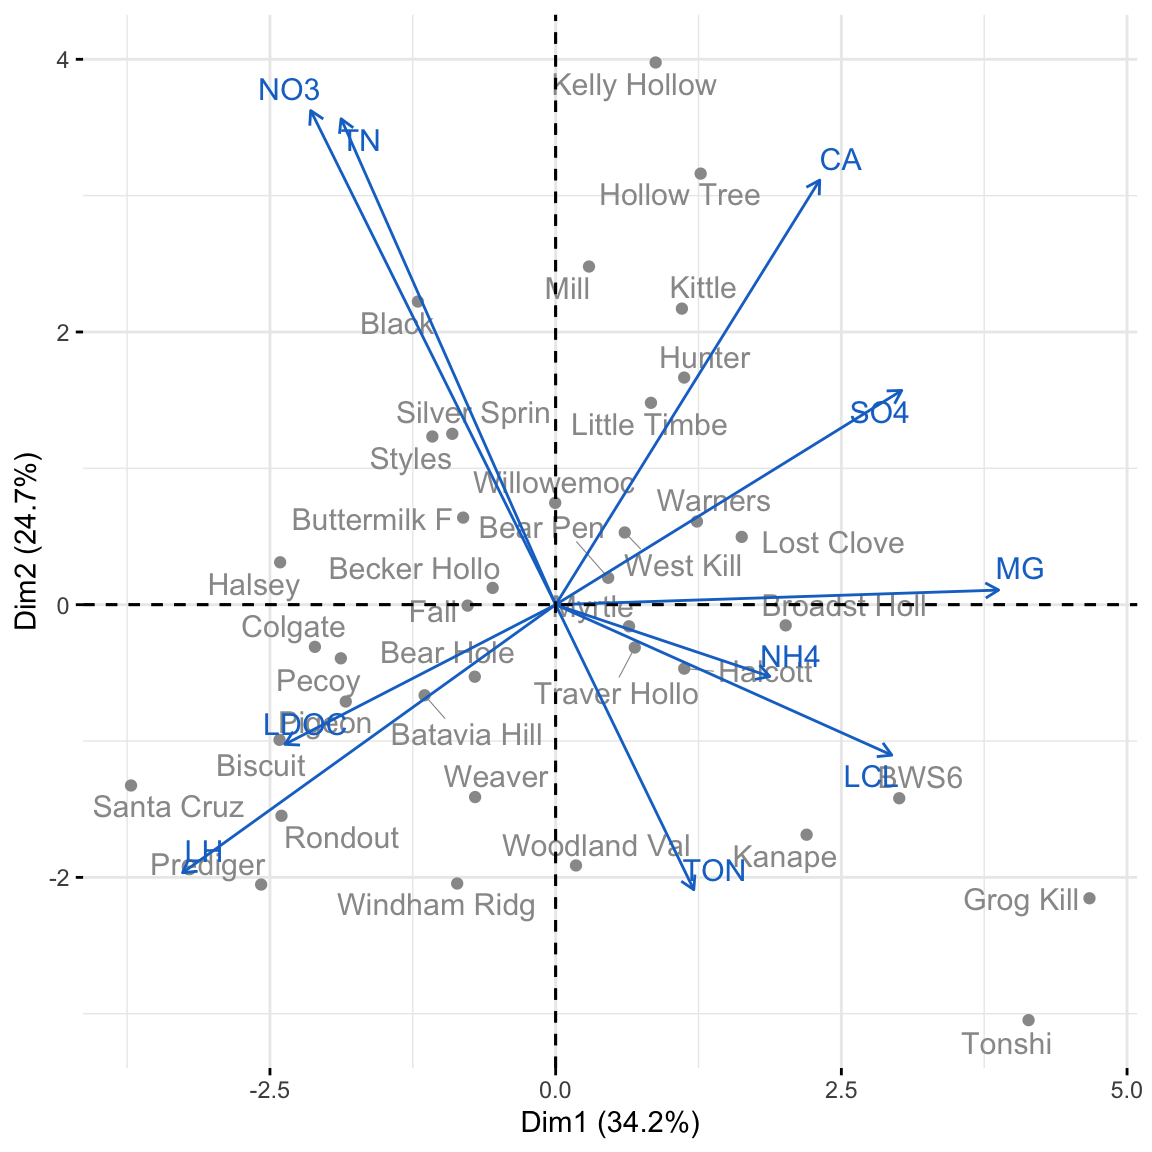 4
NO3
Kelly Hollow
TN
CA
Hollow Tree
Mill
Kittle
2
Black
Hunter
SO4
Silver Sprin
Little Timbe
Styles
Willowemoc
Warners
Buttermilk F
Bear Pen
Lost Clove
West Kill
Becker Hollo
MG
Halsey
Dim2 (24.7%)
0
Fall
Myrtle
Broadst Holl
Colgate
Bear Hole
NH4
Halcott
Pecoy
Traver Hollo
LDOC
Pigeon
Batavia Hill
Biscuit
Weaver
LCL
BWS6
Santa Cruz
Rondout
Woodland Val
Kanape
LH
Prediger
TON
-2
Windham Ridg
Grog Kill
Tonshi
-2.5
0.0
2.5
5.0
Dim1 (34.2%)